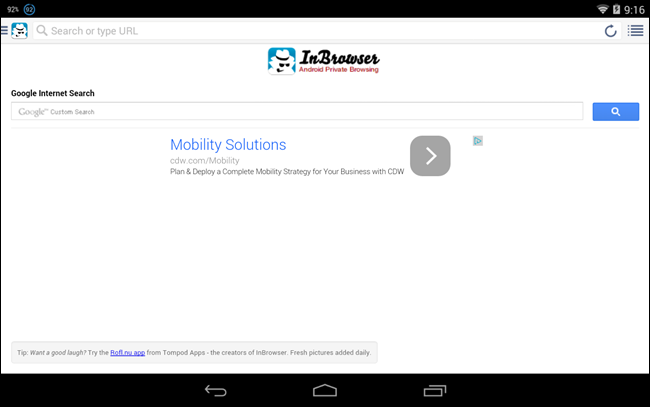 92% 92 9:16
Search or type URL
InBrowser
Android Private Browsing
Google Internet Search
Google™ Custom Search
Mobility Solutions
cdw.com/Mobility
Plan & Deploy a Complete Mobility Strategy for Your Business with CDW
Tip: Want a good laugh? Try the Rofl.nu app from Tompod Apps - the creators of InBrowser. Fresh pictures added daily.